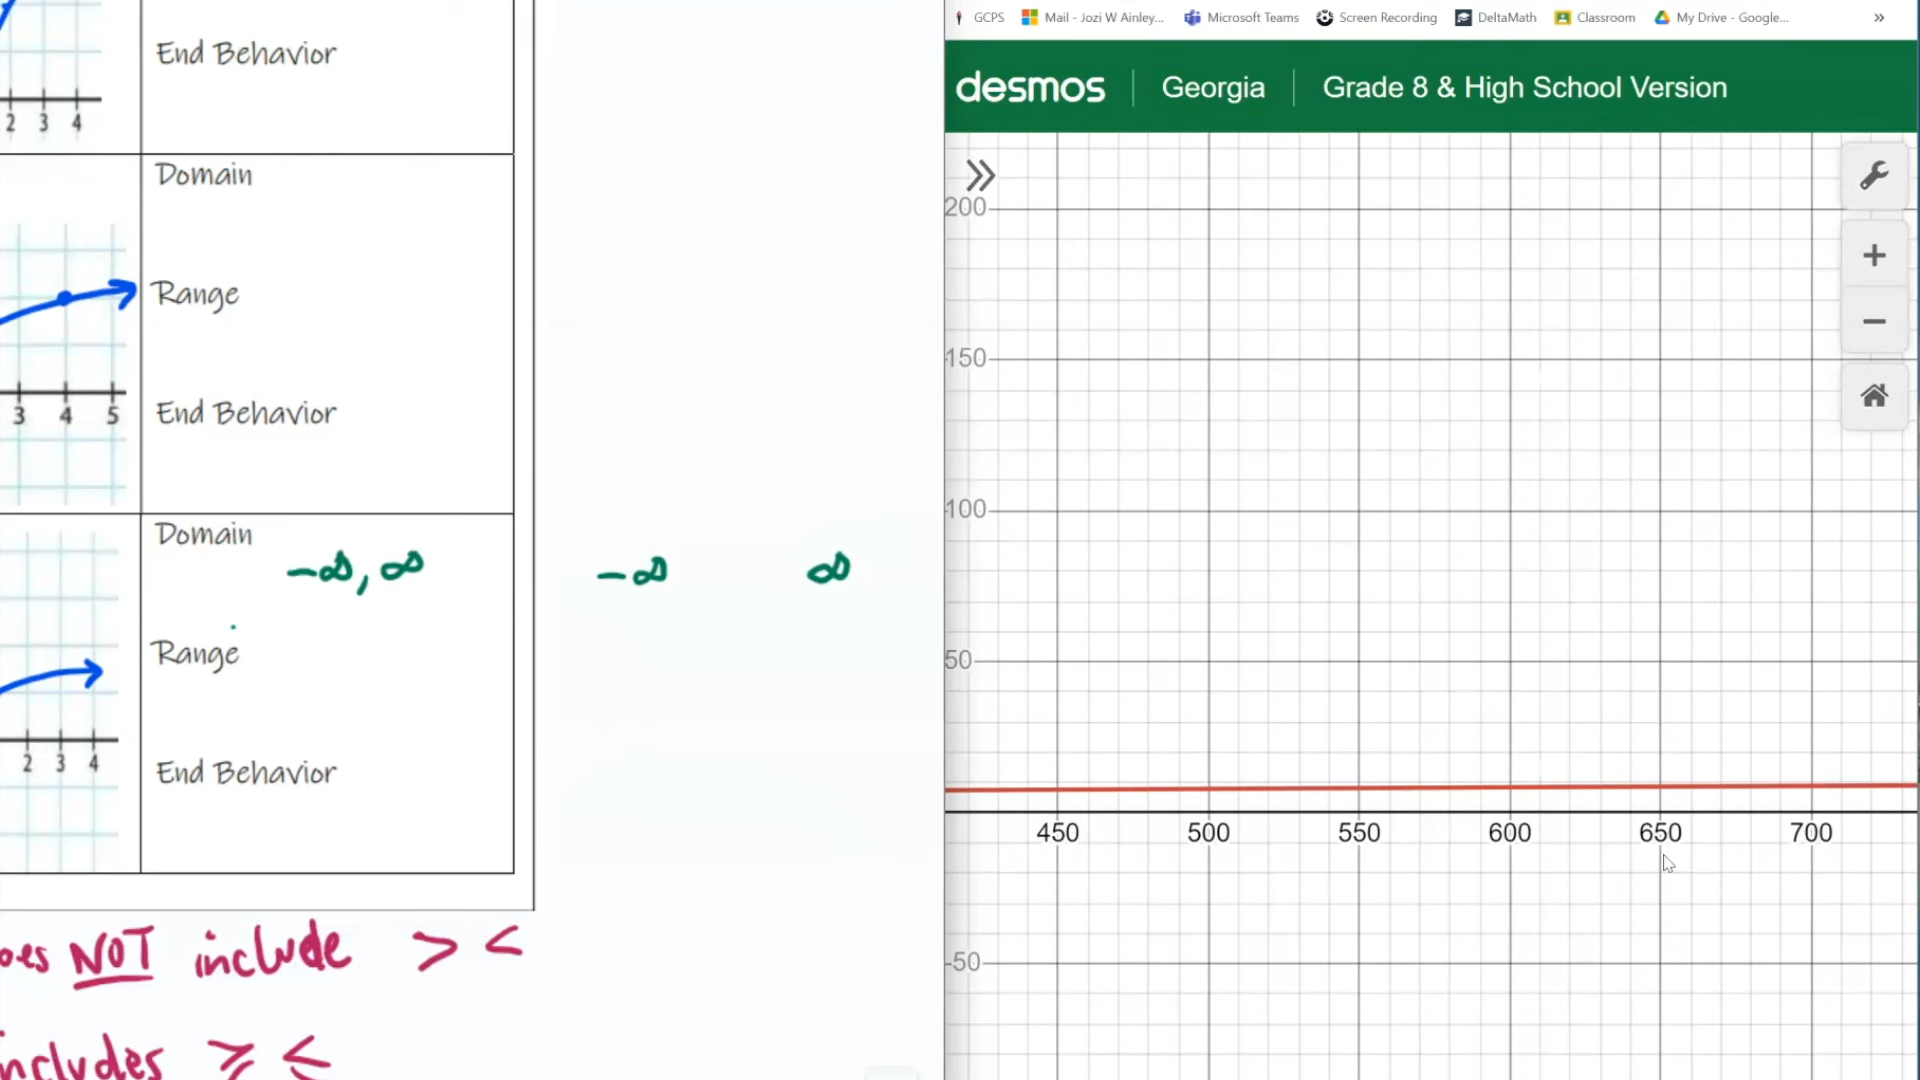 End Behavior
2 3 4
Domain
Range
3 4 5
End Behavior
Domain
-∞, ∞
-∞ ∞
Range
2 3 4
End Behavior
NOT include > <
≥ ≤
GCPS
Mail - Jozi W Ainley...
Microsoft Teams
Screen Recording
DeltaMath
Classroom
My Drive - Google...
»
desmos
Georgia
Grade 8 & High School Version
200
150
100
50
450 500 550 600 650 700
-50